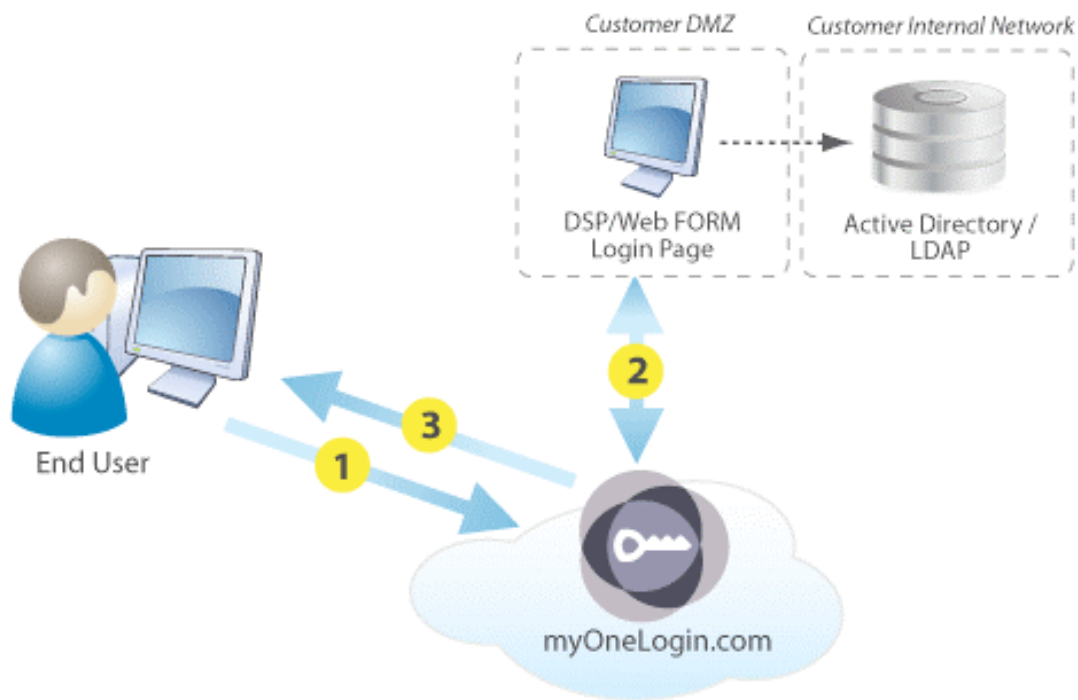 Customer DMZ
Customer Internal Network
DSP/Web FORM
Login Page
Active Directory /
LDAP
2
3
1
End User
myOneLogin.com